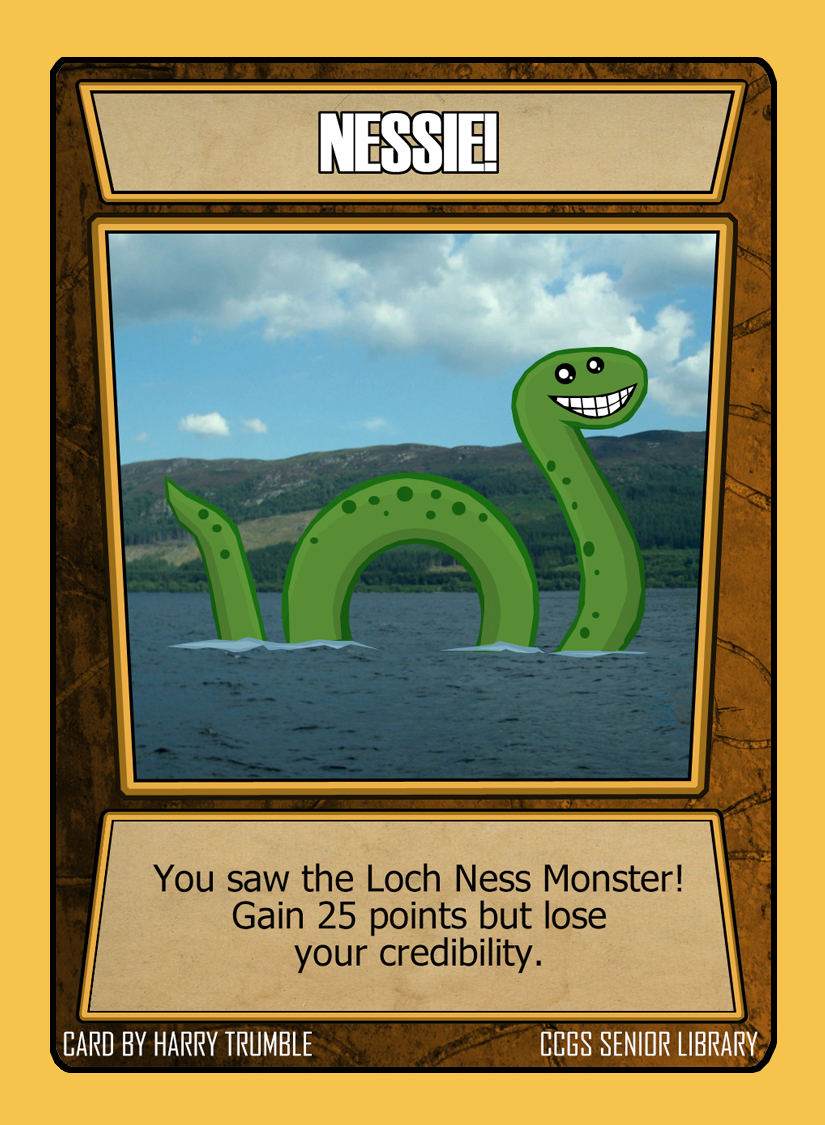 NESSIE!
You saw the Loch Ness Monster!
Gain 25 points but lose
your credibility.
CARD BY HARRY TRUMBLE
CCGS SENIOR LIBRARY